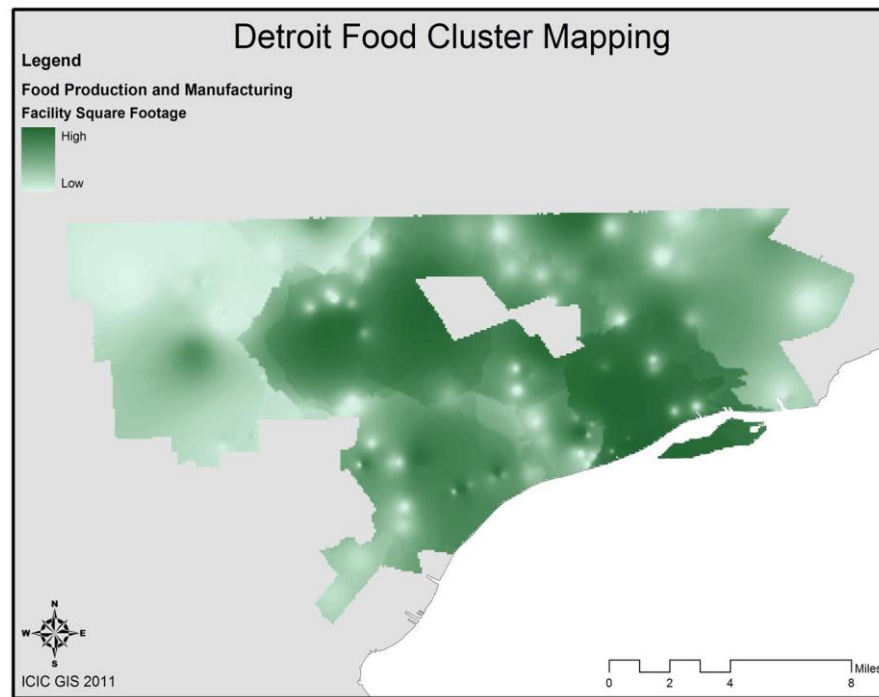 Detroit Food Cluster Mapping
Legend
Food Production and Manufacturing
Facility Square Footage
High
Low
N
W E
S
ICIC GIS 2011
Miles
0 1 2 4 8